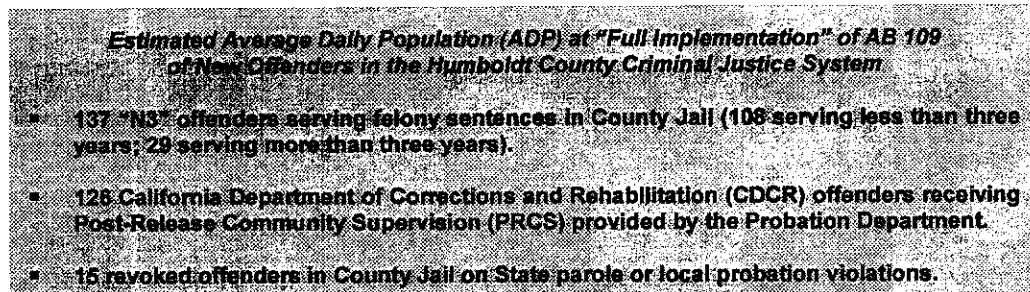 Estimated Average Daily Population (ADP) at "Full Implementation" of AB 109
of New Offenders in the Humboldt County Criminal Justice System
▪ 137 "N3" offenders serving felony sentences in County Jail (108 serving less than three
years; 29 serving more than three years).
▪ 128 California Department of Corrections and Rehabilitation (CDCR) offenders receiving
Post-Release Community Supervision (PRCS) provided by the Probation Department.
▪ 15 revoked offenders in County Jail on State parole or local probation violations.